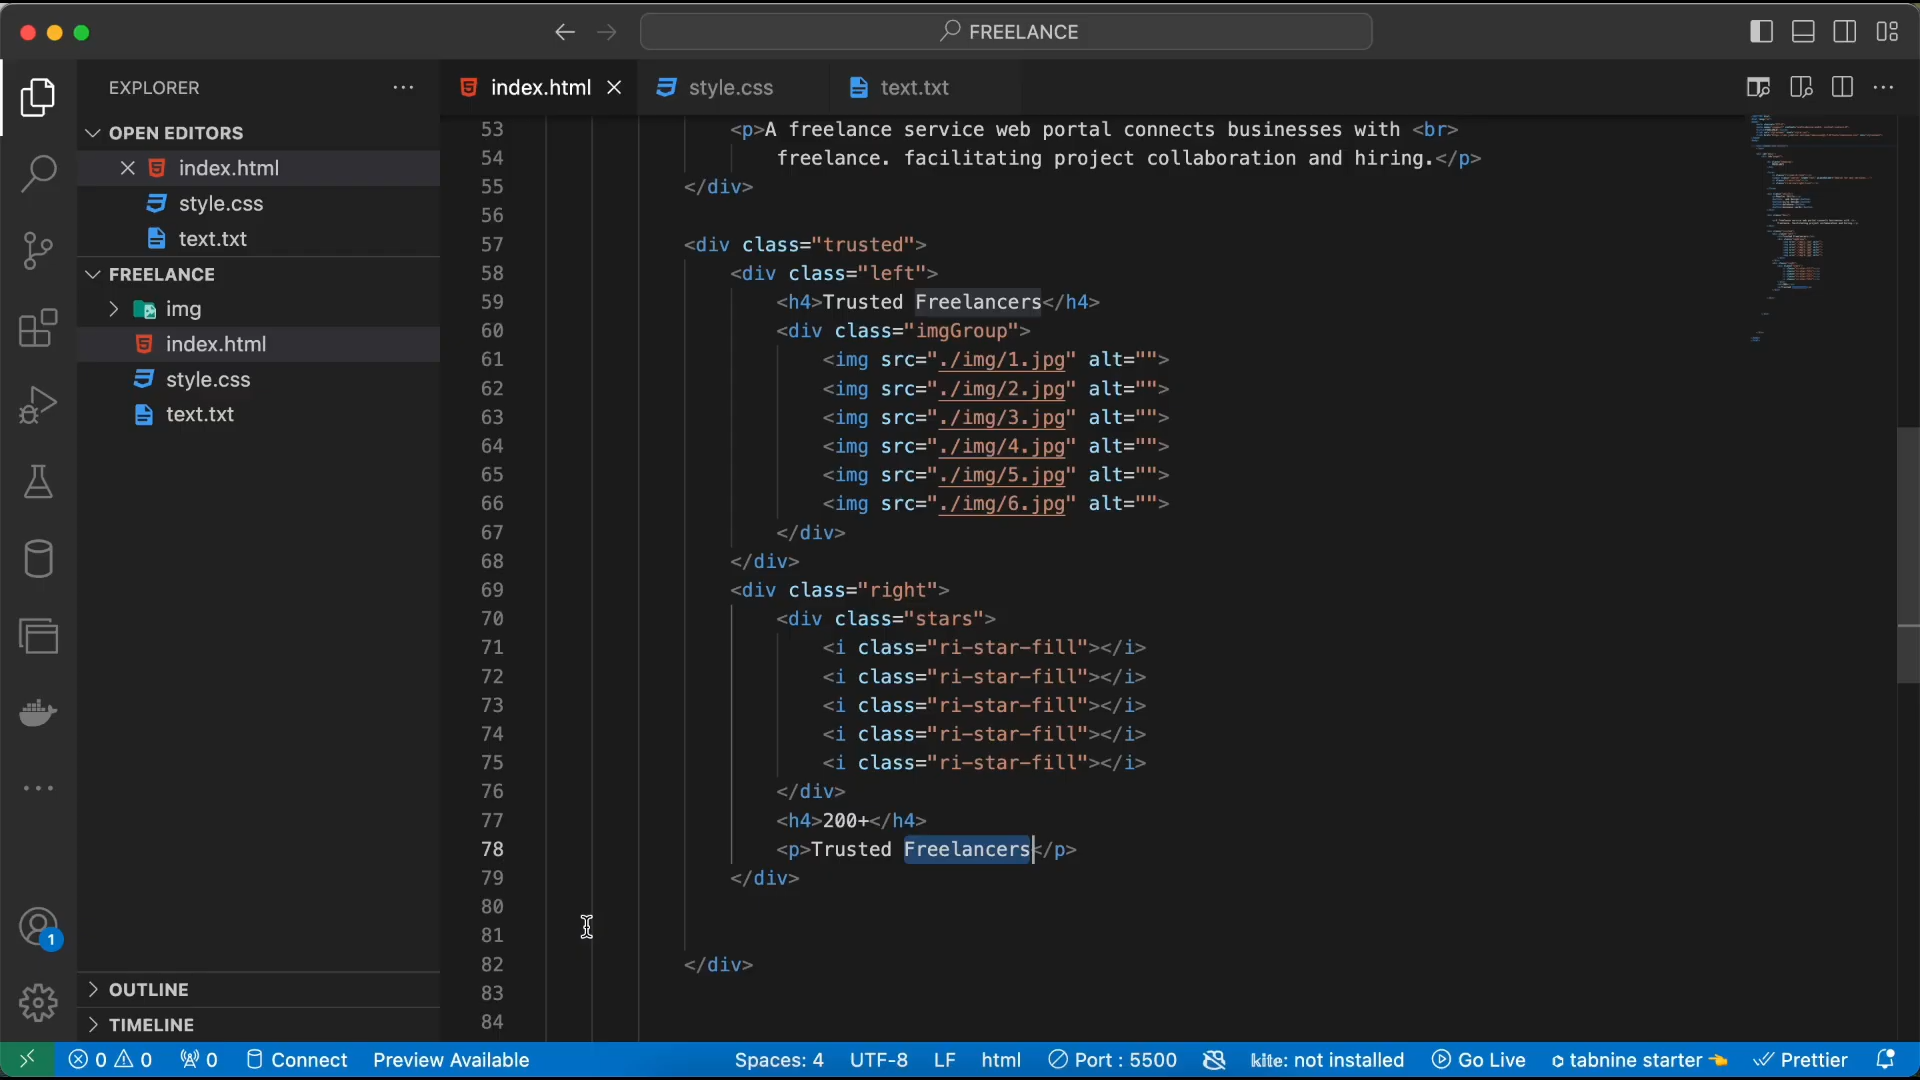 FREELANCE
EXPLORER
OPEN EDITORS
index.html
style.css
text.txt
FREELANCE
img
index.html
style.css
text.txt
OUTLINE
TIMELINE
1
index.html
style.css
text.txt
53 <p>A freelance service web portal connects businesses with <br>
54 freelance. facilitating project collaboration and hiring.</p>
55 </div>
56
57 <div class="trusted">
58 <div class="left">
59 <h4>Trusted Freelancers</h4>
60 <div class="imgGroup">
61 <img src="./img/1.jpg" alt="">
62 <img src="./img/2.jpg" alt="">
63 <img src="./img/3.jpg" alt="">
64 <img src="./img/4.jpg" alt="">
65 <img src="./img/5.jpg" alt="">
66 <img src="./img/6.jpg" alt="">
67 </div>
68 </div>
69 <div class="right">
70 <div class="stars">
71 <i class="ri-star-fill"></i>
72 <i class="ri-star-fill"></i>
73 <i class="ri-star-fill"></i>
74 <i class="ri-star-fill"></i>
75 <i class="ri-star-fill"></i>
76 </div>
77 <h4>200+</h4>
78 <p>Trusted Freelancers</p>
79 </div>
80
81
82 </div>
83
84
0 0 0 Connect Preview Available Spaces: 4 UTF-8 LF html Port : 5500 kite: not installed Go Live tabnine starter Prettier